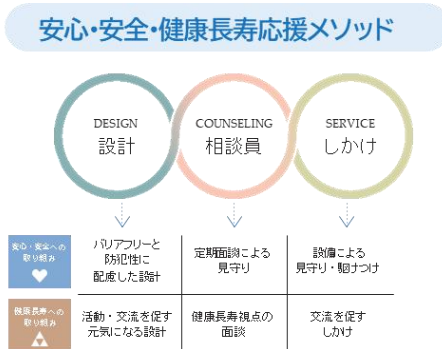 安心・安全・健康長寿応援メソッド
DESIGN
設計
COUNSELING
相談員
SERVICE
しかけ
安心・安全への
取り組み
バリアフリーと
防犯性に
配慮した設計
定期面談による
見守り
設備による
見守り・駆けつけ
健康長寿への
取り組み
活動・交流を促す
元気になる設計
健康長寿視点の
面談
交流を促す
しかけ